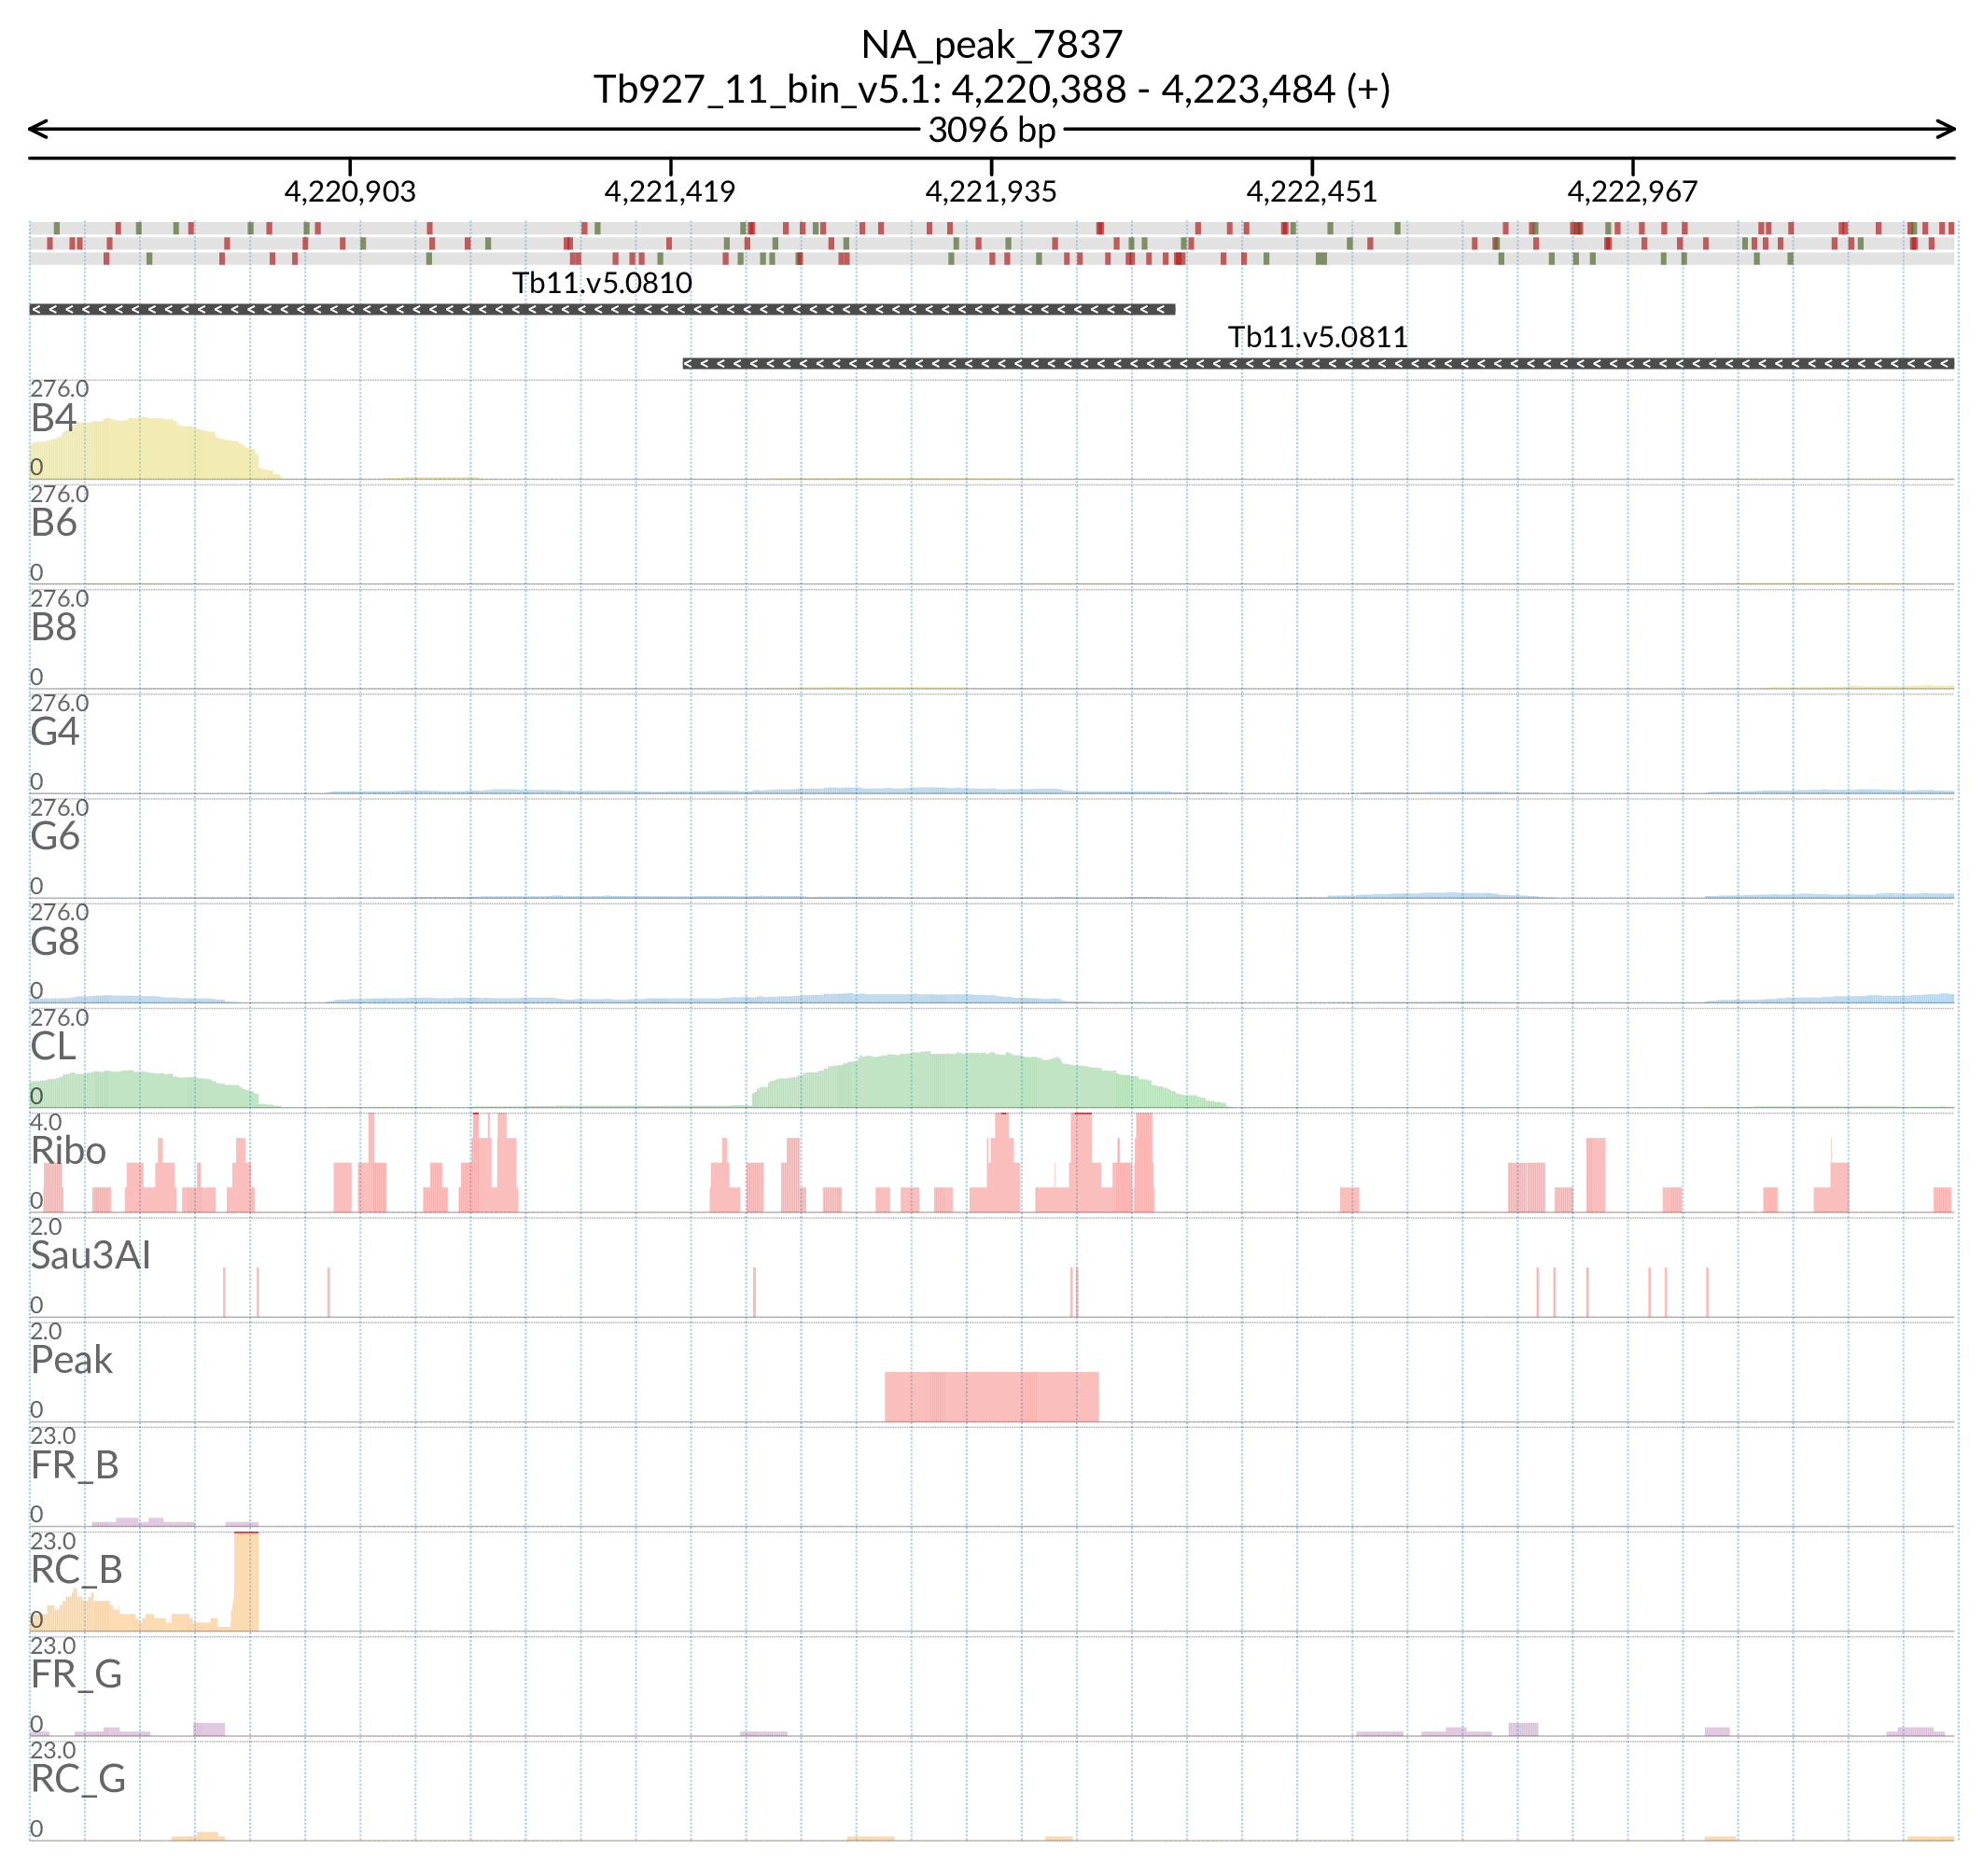 NA_peak_7837
Tb927_11_bin_v5.1: 4,220,388 - 4,223,484 (+)
3096 bp
4,220,903 4,221,419 4,221,935 4,222,451 4,222,967
Tb11.v5.0810
Tb11.v5.0811
276.0
B4
0
276.0
B6
0
276.0
B8
0
276.0
G4
0
276.0
G6
0
276.0
G8
0
276.0
CL
0
4.0
Ribo
0
2.0
Sau3AI
0
2.0
Peak
0
23.0
FR_B
0
23.0
RC_B
0
23.0
FR_G
0
23.0
RC_G
0